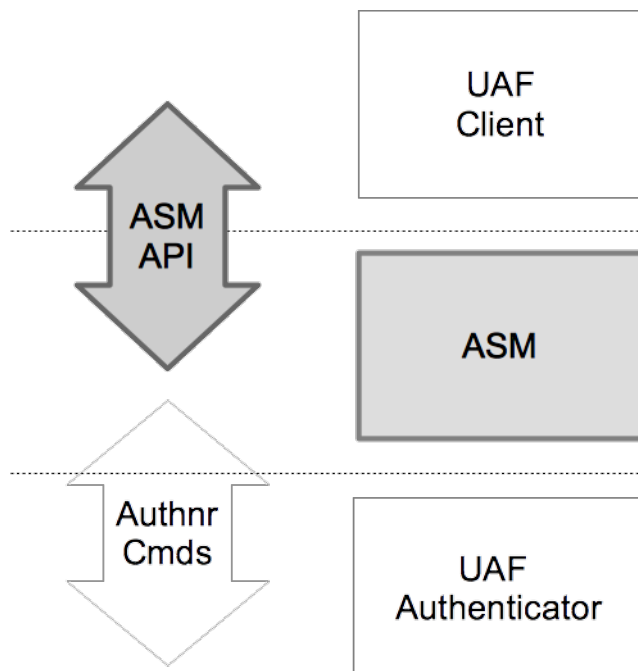 UAF
Client
ASM
API
ASM
Authnr
Cmds
UAF
Authenticator